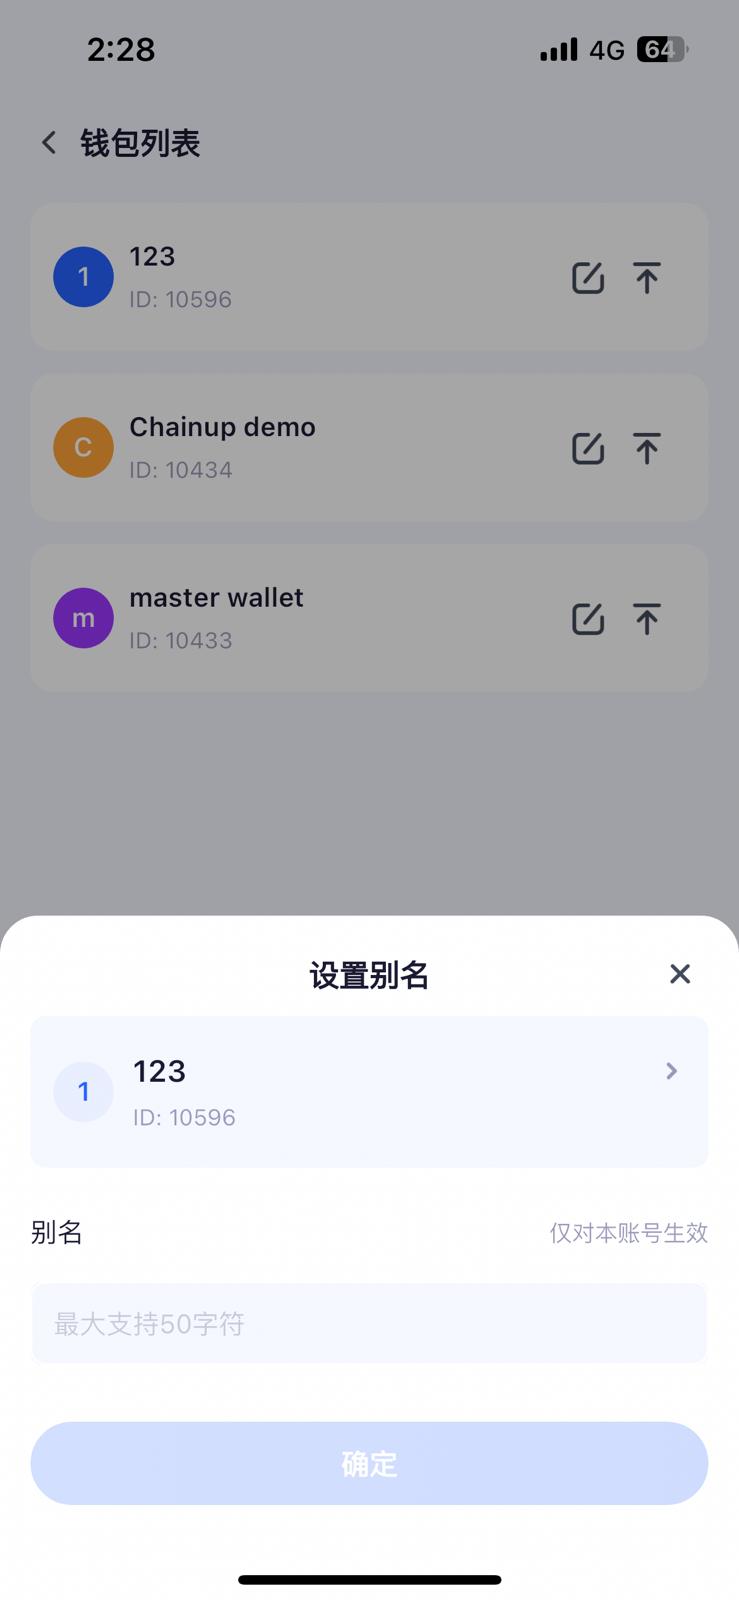 2:28 4G 64
钱包列表
1 123
ID: 10596
C Chainup demo
ID: 10434
m master wallet
ID: 10433
设置别名
1 123
ID: 10596
别名 仅对本账号生效
最大支持50字符
确定